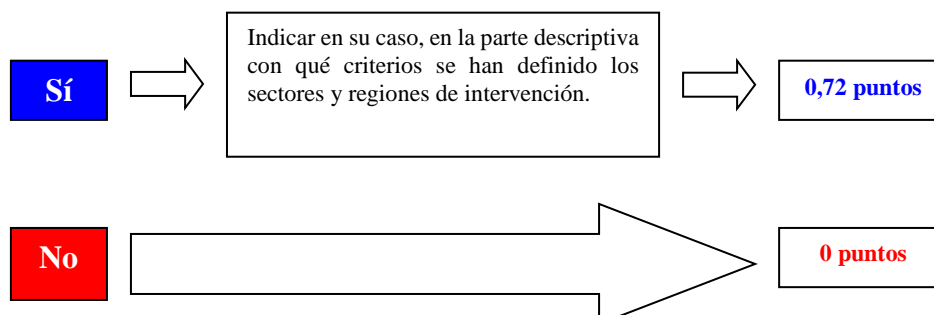 Sí
Indicar en su caso, en la parte descriptiva
con qué criterios se han definido los
sectores y regiones de intervención.
0,72 puntos
No
0 puntos